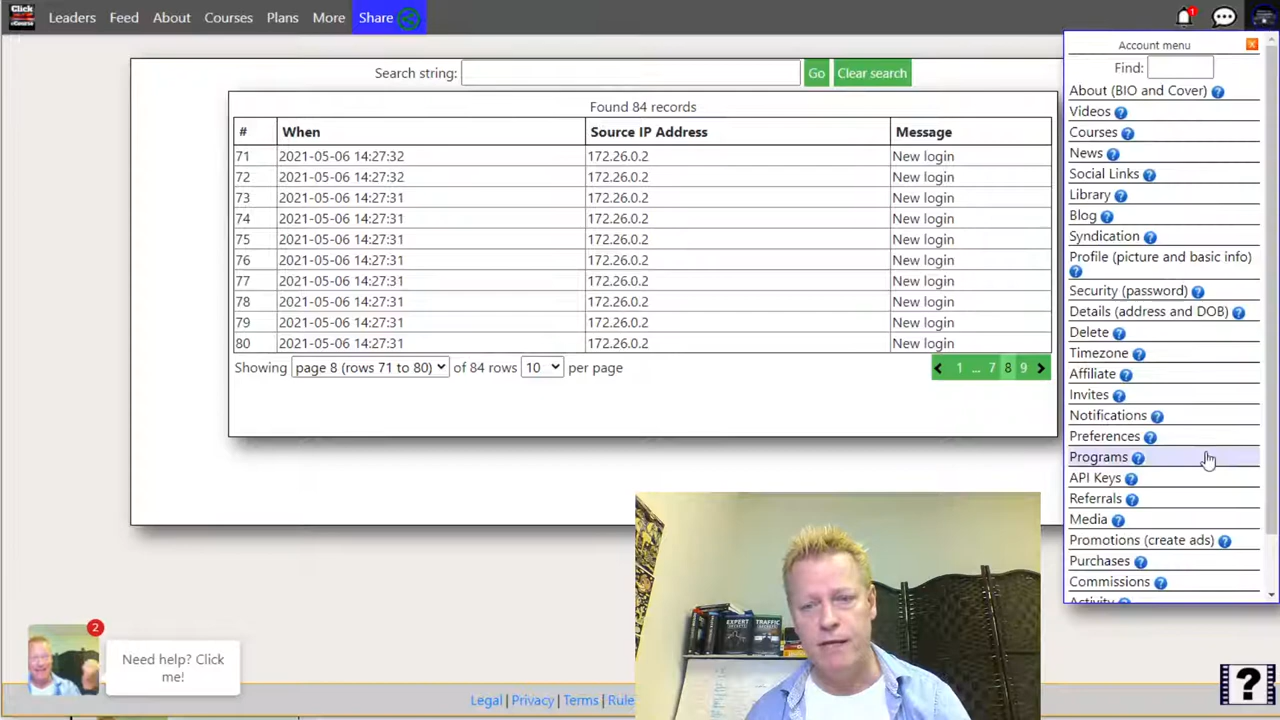 Click
Leaders Feed About Courses Plans More Share
1
Search string: Go Clear search
Found 84 records
# When Source IP Address Message
71 2021-05-06 14:27:32 172.26.0.2 New login
72 2021-05-06 14:27:32 172.26.0.2 New login
73 2021-05-06 14:27:31 172.26.0.2 New login
74 2021-05-06 14:27:31 172.26.0.2 New login
75 2021-05-06 14:27:31 172.26.0.2 New login
76 2021-05-06 14:27:31 172.26.0.2 New login
77 2021-05-06 14:27:31 172.26.0.2 New login
78 2021-05-06 14:27:31 172.26.0.2 New login
79 2021-05-06 14:27:31 172.26.0.2 New login
80 2021-05-06 14:27:31 172.26.0.2 New login
Showing page 8 (rows 71 to 80) of 84 rows 10 per page
1 ... 7 8 9
Account menu
Find:
About (BIO and Cover)
Videos
Courses
News
Social Links
Library
Blog
Syndication
Profile (picture and basic info)
Security (password)
Details (address and DOB)
Delete
Timezone
Affiliate
Invites
Notifications
Preferences
Programs
API Keys
Referrals
Media
Promotions (create ads)
Purchases
Commissions
Activity
EXPERT
SECRETS
TRAFFIC
SECRETS
2
Need help? Click
me!
Legal | Privacy | Terms | Rule
?